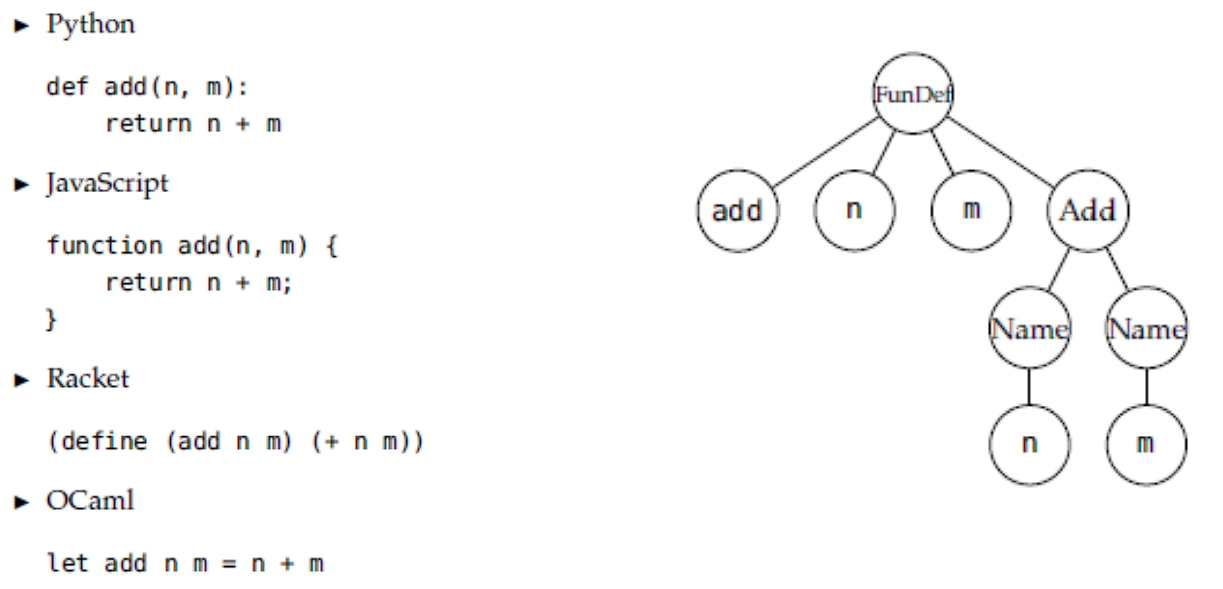 ► Python
def add(n, m):
    return n + m
► JavaScript
function add(n, m) {
    return n + m;
}
► Racket
(define (add n m) (+ n m))
► OCaml
let add n m = n + m
FunDef
add n m Add
Name Name
n m